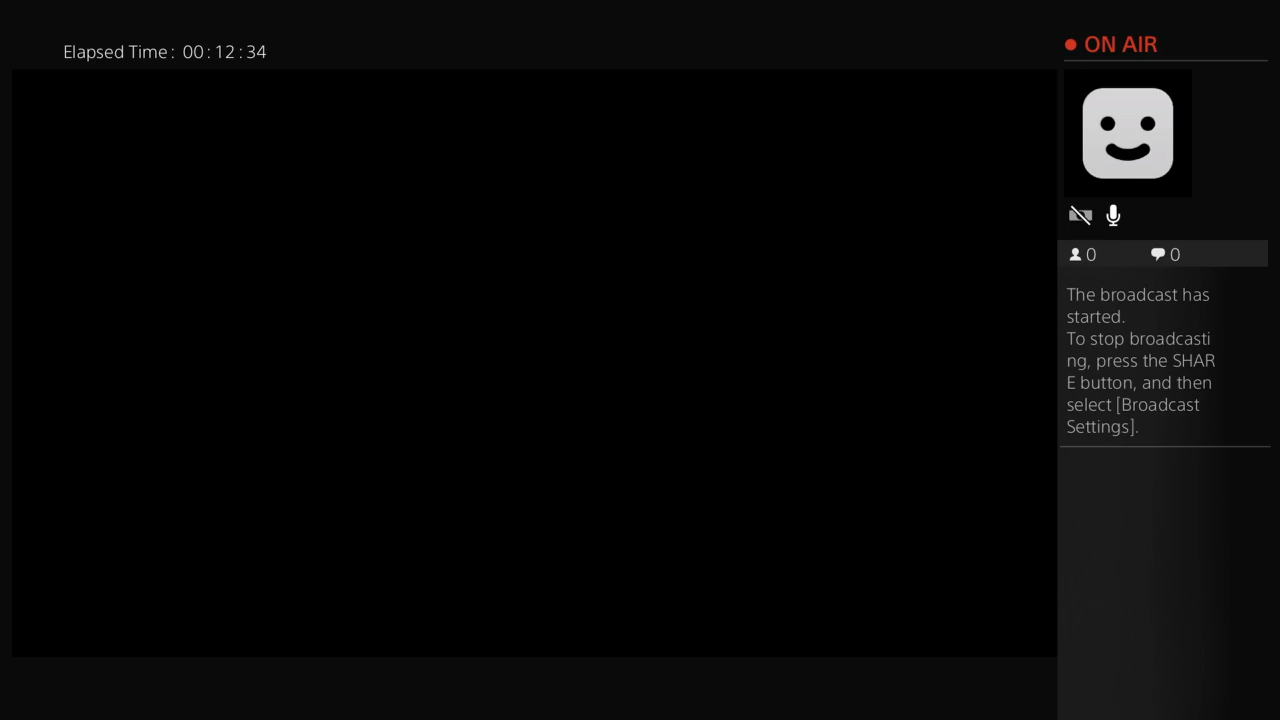 Elapsed Time: 00:12:34
ON AIR
0 0
The broadcast has
started.
To stop broadcasti
ng, press the SHAR
E button, and then
select [Broadcast
Settings].